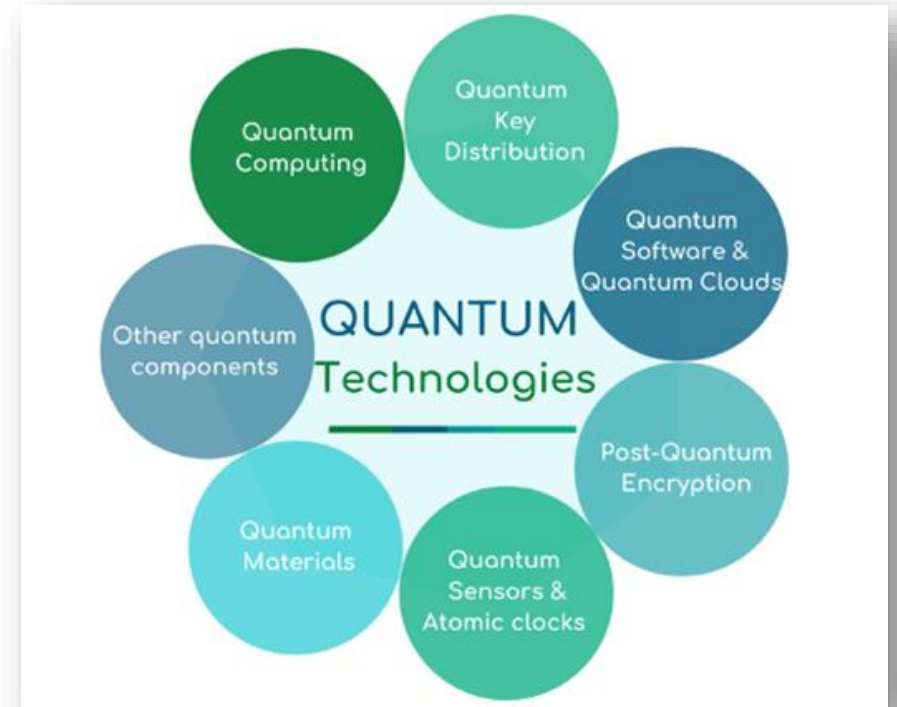 Quantum
Key
Distribution
Quantum
Computing
Quantum
Software &
Quantum Clouds
QUANTUM
Technologies
Other quantum
components
Post-Quantum
Encryption
Quantum
Materials
Quantum
Sensors &
Atomic clocks